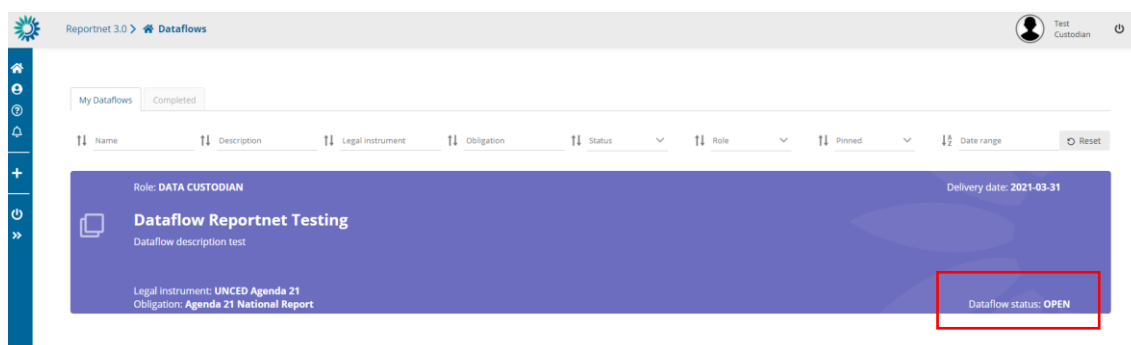 Reportnet 3.0 Dataflows
Test
Custodian
My Dataflows Completed
Name Description Legal instrument Obligation Status Role Pinned Date range Reset
Role: DATA CUSTODIAN Delivery date: 2021-03-31
Dataflow Reportnet Testing
Dataflow description test
Legal instrument: UNCED Agenda 21
Obligation: Agenda 21 National Report Dataflow status: OPEN